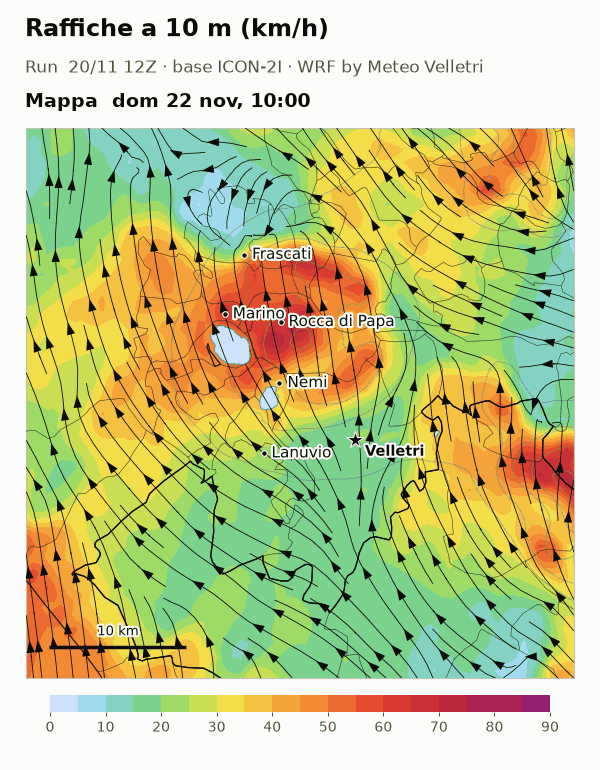 Raffiche a 10 m (km/h)
Run 20/11 12Z · base ICON-2I · WRF by Meteo Velletri
Mappa dom 22 nov, 10:00
Frascati
Marino
Rocca di Papa
Nemi
Velletri
Lanuvio
10 km
0 10 20 30 40 50 60 70 80 90